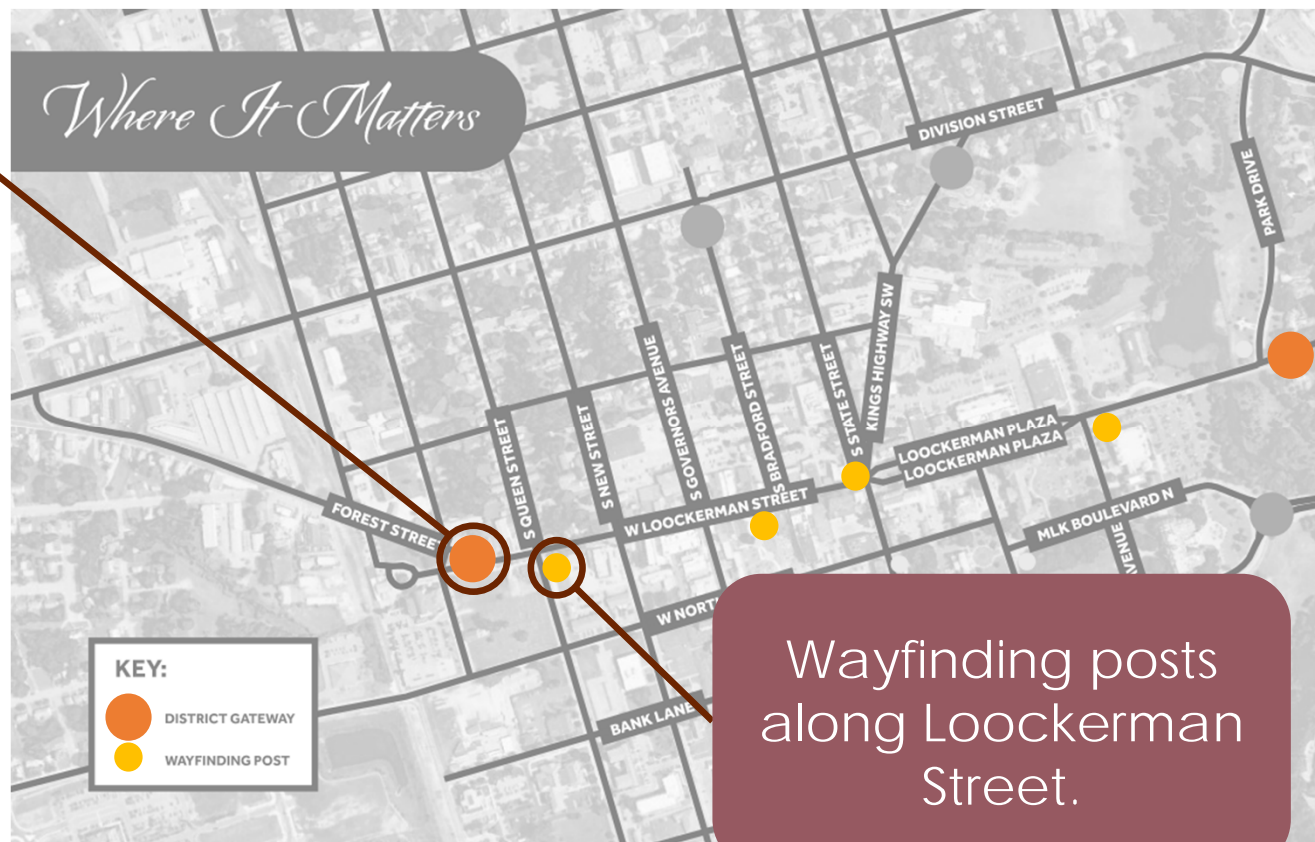 Where It Matters
DIVISION STREET
PARK DRIVE
KINGS HIGHWAY SW
S GOVERNORS AVENUE
S BRADFORD STREET
S STATE STREET
S QUEEN STREET
S NEW STREET
LOOCKERMAN PLAZA
LOOCKERMAN PLAZA
W LOOCKERMAN STREET
FOREST STREE
MLK BOULEVARD N
AVENUE
W NORT
BANK LANE
KEY:
DISTRICT GATEWAY
WAYFINDING POST
Wayfinding posts
along Loockerman
Street.